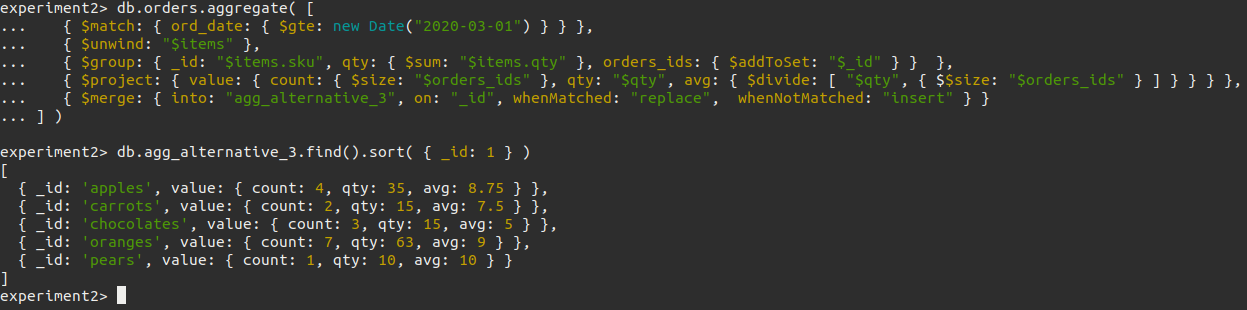 experiment2> db.orders.aggregate( [
...    { $match: { ord_date: { $gte: new Date("2020-03-01") } } },
...    { $unwind: "$items" },
...    { $group: { _id: "$items.sku", qty: { $sum: "$items.qty" }, orders_ids: { $addToSet: "$_id" } }  },
...    { $project: { value: { count: { $size: "$orders_ids" }, qty: "$qty", avg: { $divide: [ "$qty", { $$size: "$orders_ids" } ] } } } },
...    { $merge: { into: "agg_alternative_3", on: "_id", whenMatched: "replace",  whenNotMatched: "insert" } }
... ] )
experiment2> db.agg_alternative_3.find().sort( { _id: 1 } )
[
  { _id: 'apples', value: { count: 4, qty: 35, avg: 8.75 } },
  { _id: 'carrots', value: { count: 2, qty: 15, avg: 7.5 } },
  { _id: 'chocolates', value: { count: 3, qty: 15, avg: 5 } },
  { _id: 'oranges', value: { count: 7, qty: 63, avg: 9 } },
  { _id: 'pears', value: { count: 1, qty: 10, avg: 10 } }
]
experiment2>